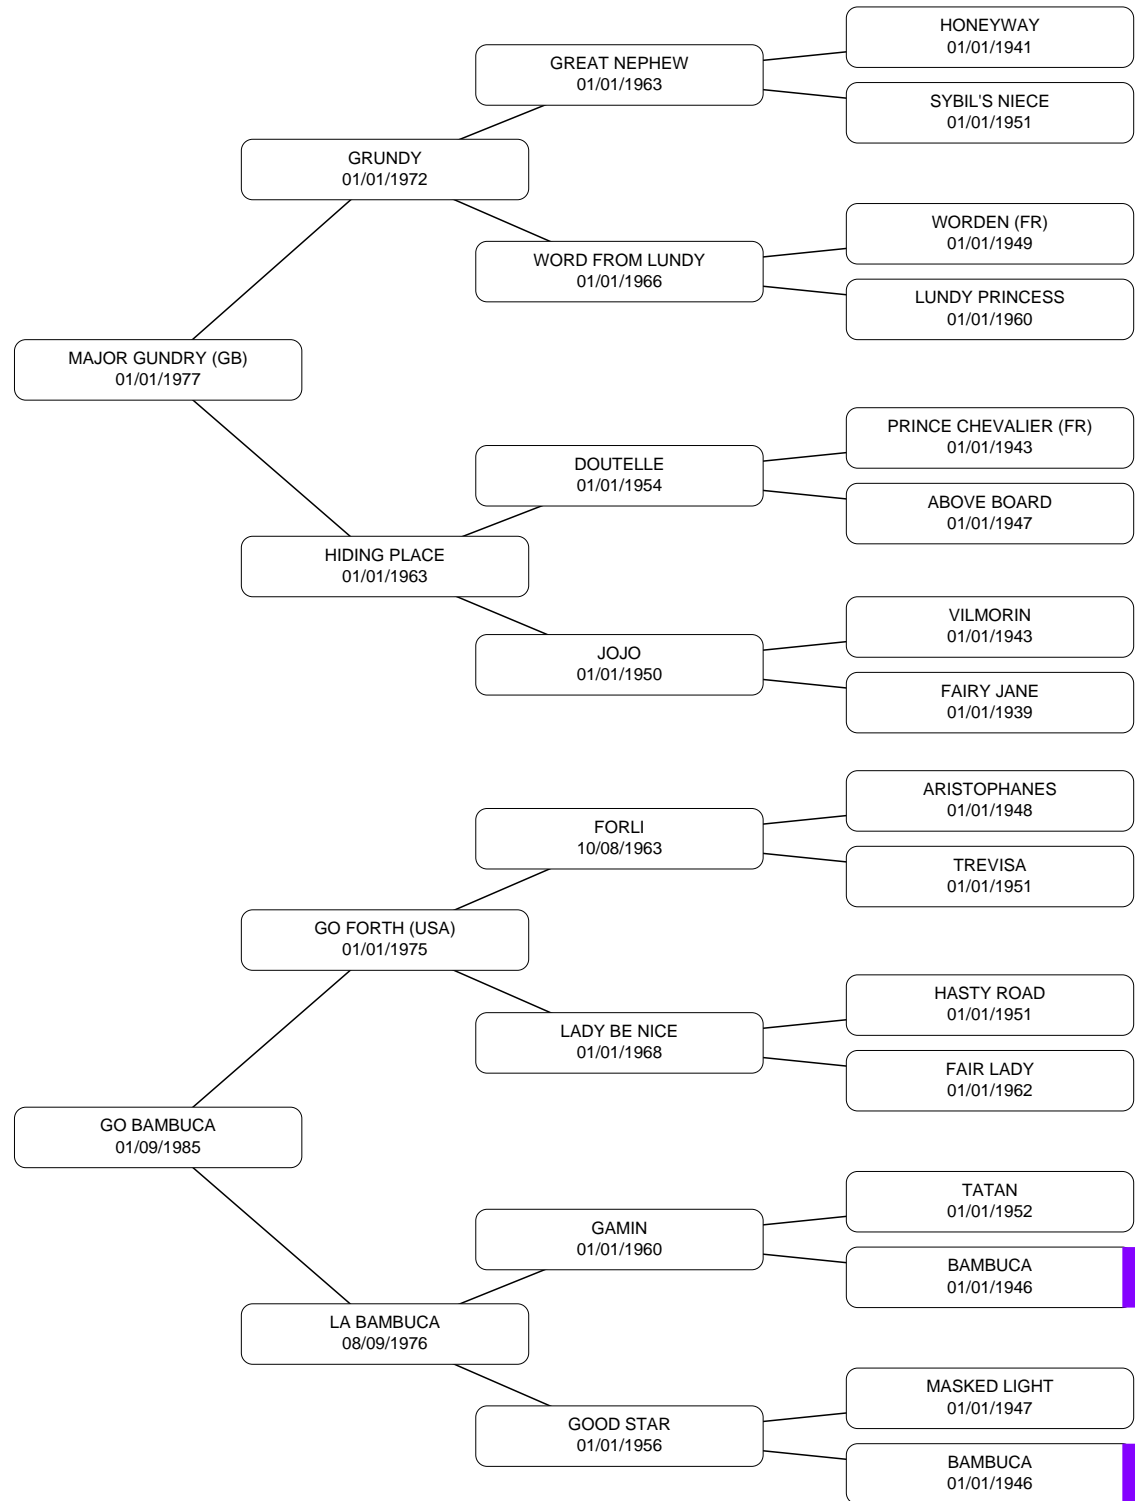 HONEYWAY
01/01/1941
GREAT NEPHEW
01/01/1963
SYBIL'S NIECE
01/01/1951
GRUNDY
01/01/1972
WORDEN (FR)
01/01/1949
WORD FROM LUNDY
01/01/1966
LUNDY PRINCESS
01/01/1960
MAJOR GUNDRY (GB)
01/01/1977
PRINCE CHEVALIER (FR)
01/01/1943
DOUTELLE
01/01/1954
ABOVE BOARD
01/01/1947
HIDING PLACE
01/01/1963
VILMORIN
01/01/1943
JOJO
01/01/1950
FAIRY JANE
01/01/1939
ARISTOPHANES
01/01/1948
FORLI
10/08/1963
TREVISA
01/01/1951
GO FORTH (USA)
01/01/1975
HASTY ROAD
01/01/1951
LADY BE NICE
01/01/1968
FAIR LADY
01/01/1962
GO BAMBUCA
01/09/1985
TATAN
01/01/1952
GAMIN
01/01/1960
BAMBUCA
01/01/1946
LA BAMBUCA
08/09/1976
MASKED LIGHT
01/01/1947
GOOD STAR
01/01/1956
BAMBUCA
01/01/1946